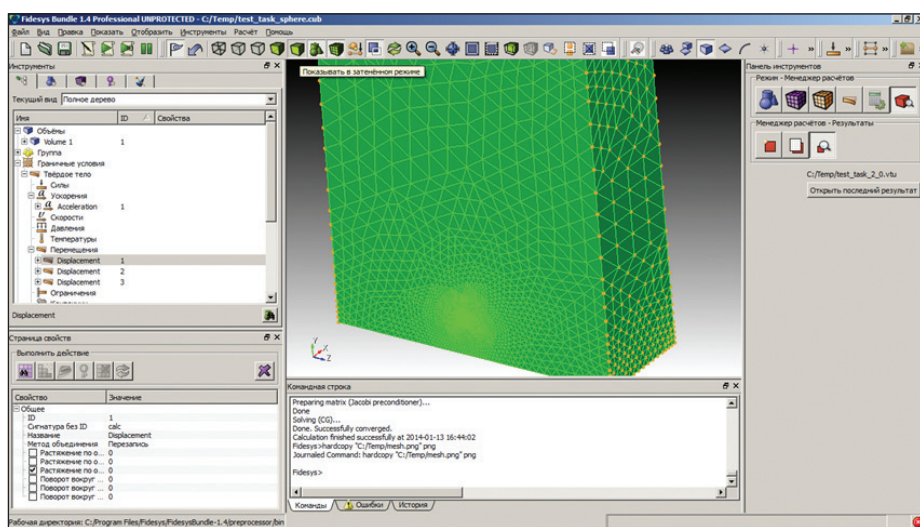 Fidesys Bundle 1.4 Professional UNPROTECTED - C:/Temp/test_task_sphere.cub
Файл Вид Правка Показать Отобразить Инструменты Расчёт Помощь
Инструменты
Текущий вид Полное дерево
Имя ID Свойства
Объёмы
Volume 1 1
Группа
Граничные условия
Твёрдое тело
Силы
Ускорения
Acceleration 1
Скорости
Давления
Температуры
Перемещения
Displacement 1
Displacement 2
Displacement 3
Ограничения
Displacement
Страница свойств
Выполнить действие
Свойство Значение
Общее
ID 1
Сигнатура без ID calc
Название Displacement
Метод объединения Перезапись
Растяжение по о... 0
Растяжение по о... 0
Растяжение по о... 0
Поворот вокруг ... 0
Поворот вокруг ... 0
Поворот вокруг ... 0
Рабочая директория: C:/Program Files/Fidesys/FidesysBundle-1.4/preprocessor/bin
Показывать в затенённом режиме
Y
X
Z
Командная строка
Preparing matrix (Jacobi preconditioner)...
Done
Solving (CG)...
Done. Successfully converged.
Calculation finished successfully at 2014-01-13 16:44:02
Fidesys>hardcopy "C:/Temp/mesh.png" png
Journaled Command: hardcopy "C:/Temp/mesh.png" png
Fidesys>
Команды Ошибки История
Панель инструментов
Режим - Менеджер расчётов
Менеджер расчётов - Результаты
C:/Temp/test_task_2_0.vtu
Открыть последний результат